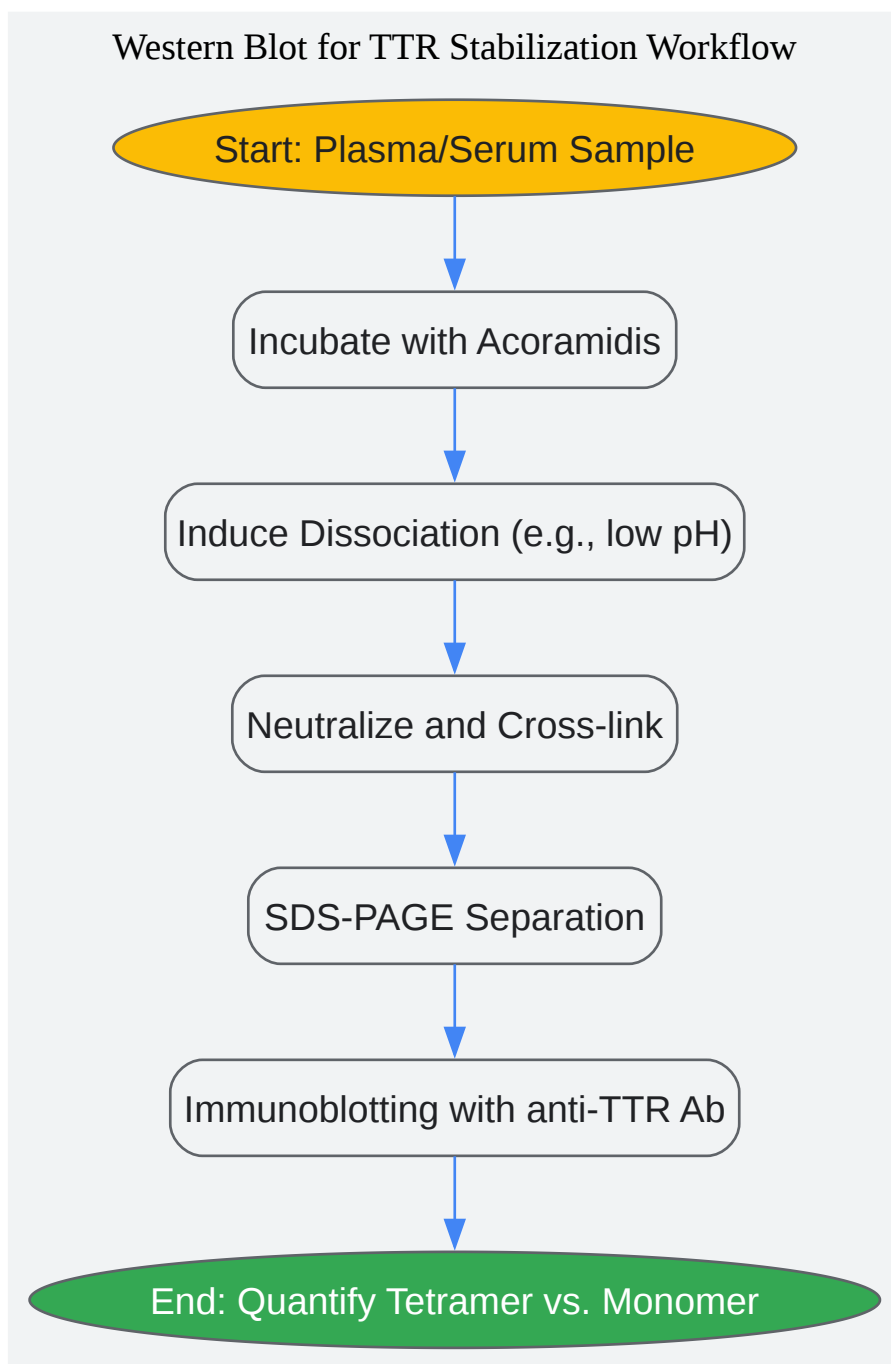 Western Blot for TTR Stabilization Workflow
Start: Plasma/Serum Sample
Incubate with Acoramidis
Induce Dissociation (e.g., low pH)
Neutralize and Cross-link
SDS-PAGE Separation
Immunoblotting with anti-TTR Ab
End: Quantify Tetramer vs. Monomer